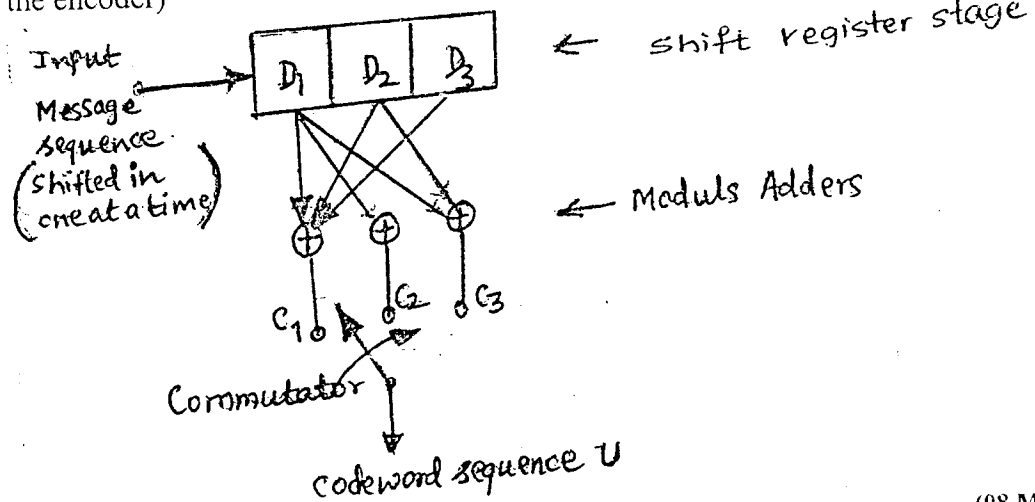 the encoder)
Input
Message
sequence.
(shifted in
one at a time)
D1 D2 D3
← shift register stage
← Moduls Adders
C1 C2 C3
Commutator
codeword sequence U
(08 M